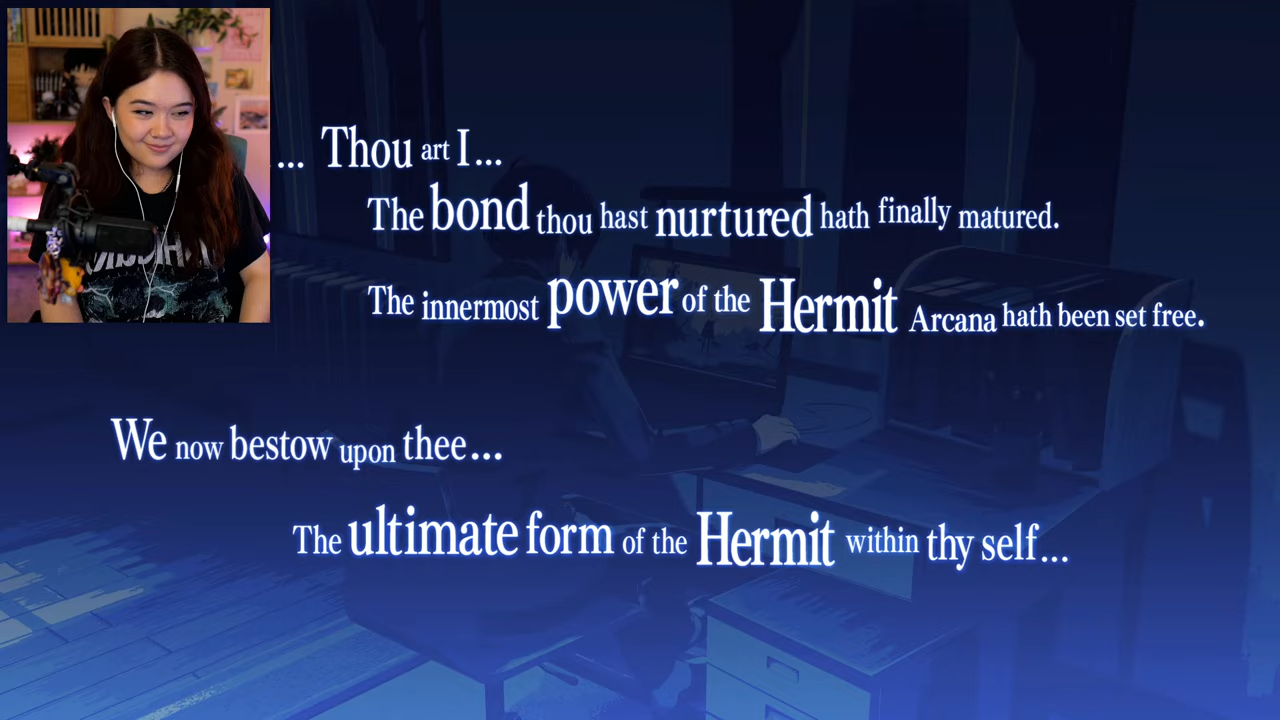 ... Thou art I...
The bond thou hast nurtured hath finally matured.
The innermost power of the Hermit Arcana hath been set free.
We now bestow upon thee...
The ultimate form of the Hermit within thy self...